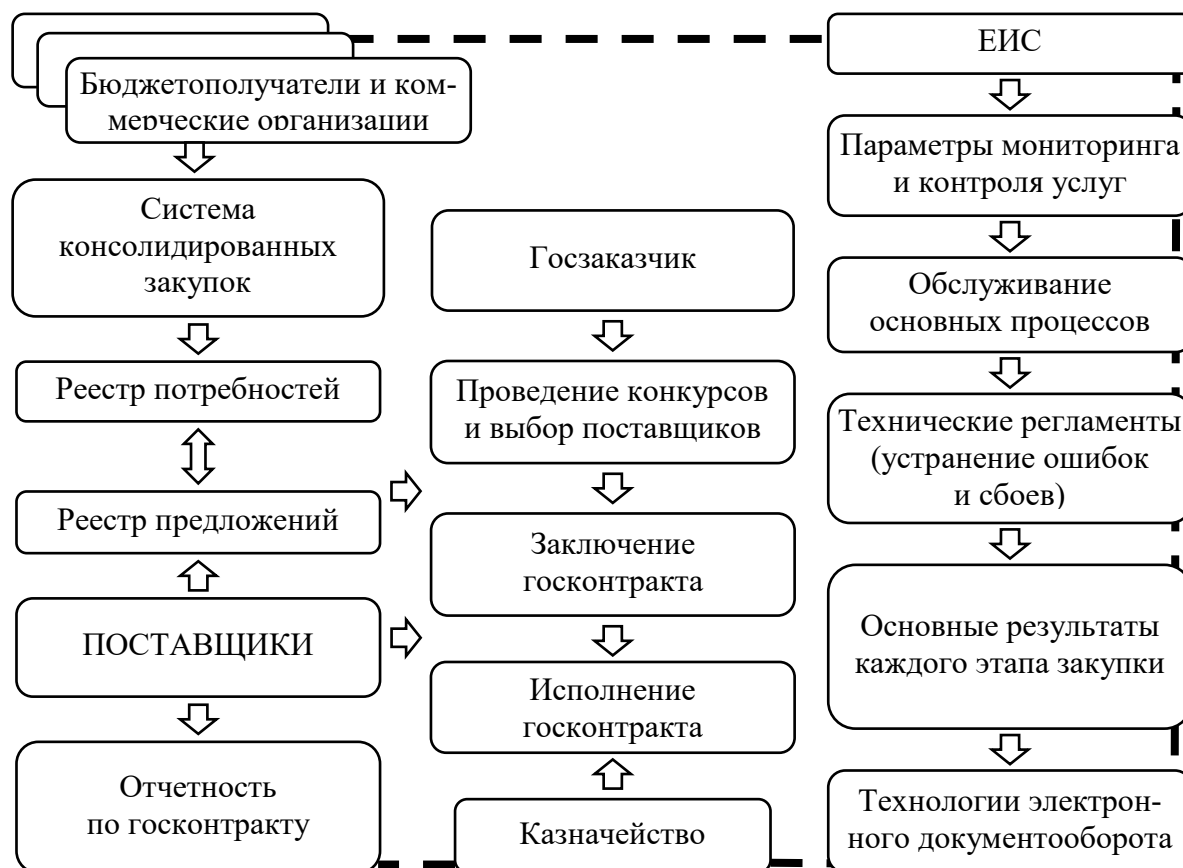 Бюджетополучатели и ком-
мерческие организации
Система
консолидированных
закупок
Реестр потребностей
Реестр предложений
ПОСТАВЩИКИ
Отчетность
по госконтракту
Госзаказчик
Проведение конкурсов
и выбор поставщиков
Заключение
госконтракта
Исполнение
госконтракта
Казначейство
ЕИС
Параметры мониторинга
и контроля услуг
Обслуживание
основных процессов
Технические регламенты
(устранение ошибок
и сбоев)
Основные результаты
каждого этапа закупки
Технологии электрон-
ного документооборота